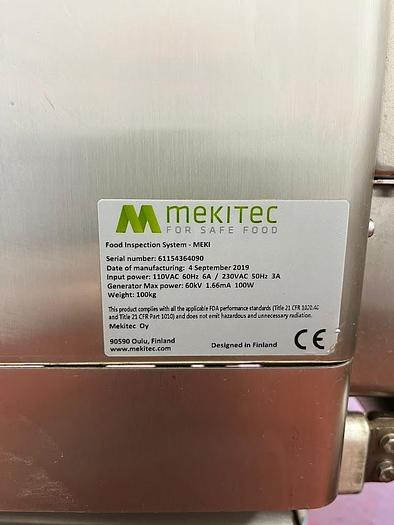 mekitec
FOR SAFE FOOD
Food Inspection System - MEKI
Serial number: 61154364090
Date of manufacturing: 4 September 2019
Input power: 110VAC 60Hz 6A / 230VAC 50Hz 3A
Generator Max power: 60kV 1.66mA 100W
Weight: 100kg
This product complies with all the applicable FDA performance standards (Title 21 CFR 1020.40
and Title 21 CFR Part 1010) and does not emit hazardous and unnecessary radiation.
Mekitec Oy
90590 Oulu, Finland
www.mekitec.com
Designed in Finland
CE